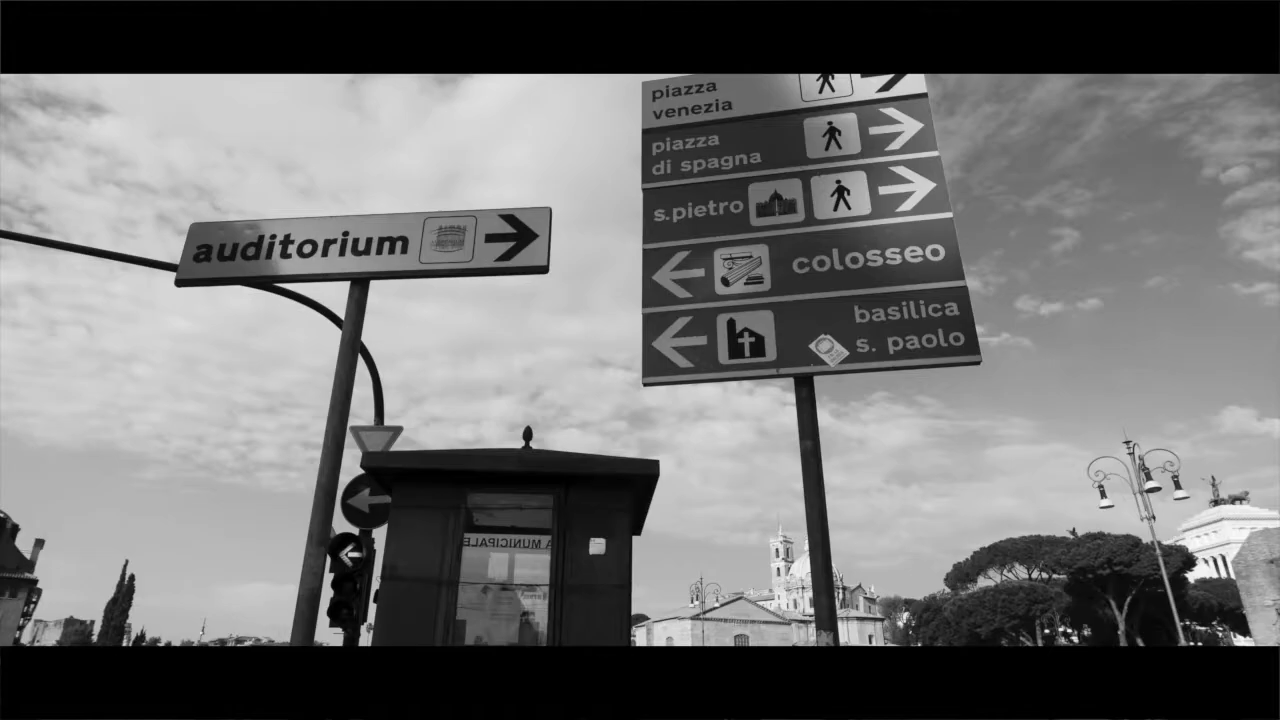 auditorium
piazza
venezia
piazza
di spagna
s.pietro
colosseo
basilica
s. paolo
A MUNICIPALE